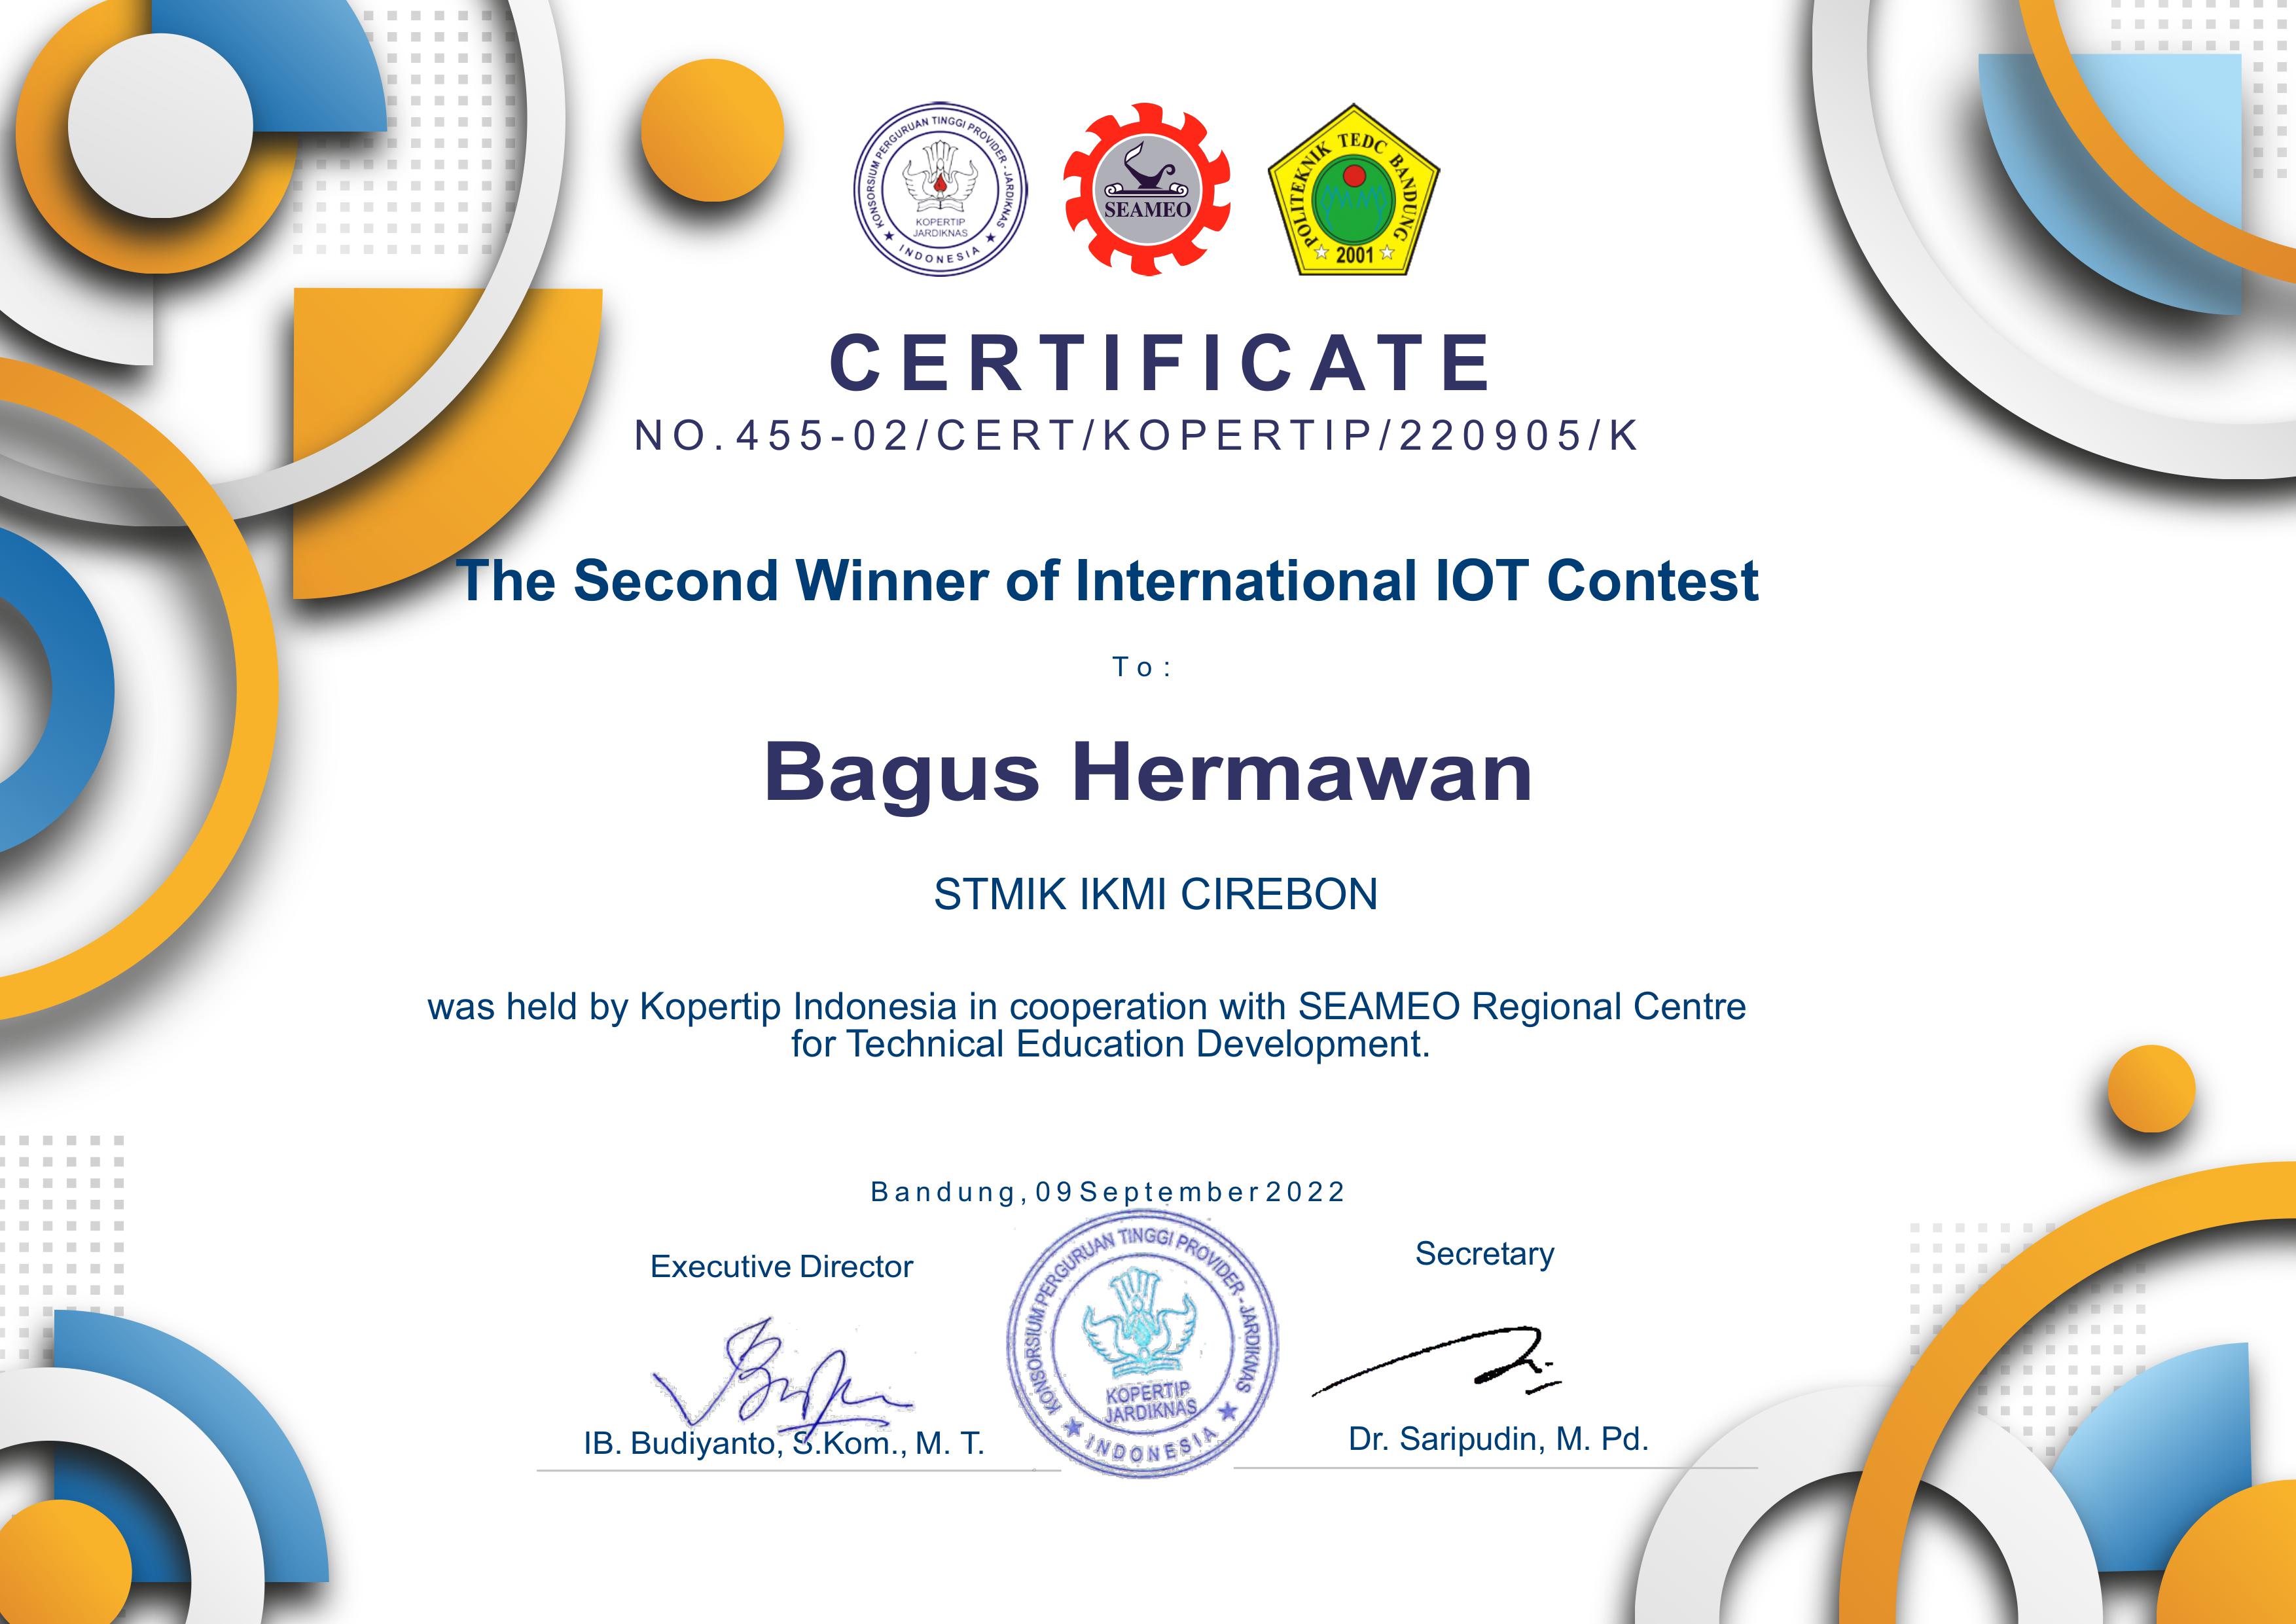 KONSORSIUM PERGURUAN TINGGI PROVIDER - JARDIKNAS
KOPERTIP
JARDIKNAS
★ INDONESIA ★
SEAMEO
POLITEKNIK TEDC BANDUNG
2001
CERTIFICATE
NO.455-02/CERT/KOPERTIP/220905/K
The Second Winner of International IOT Contest
To:
Bagus Hermawan
STMIK IKMI CIREBON
was held by Kopertip Indonesia in cooperation with SEAMEO Regional Centre
for Technical Education Development.
Bandung,09September2022
Executive Director
Secretary
KONSORSIUM PERGURUAN TINGGI PROVIDER - JARDIKNAS
KOPERTIP
JARDIKNAS
★ INDONESIA ★
IB. Budiyanto, S.Kom., M. T.
Dr. Saripudin, M. Pd.